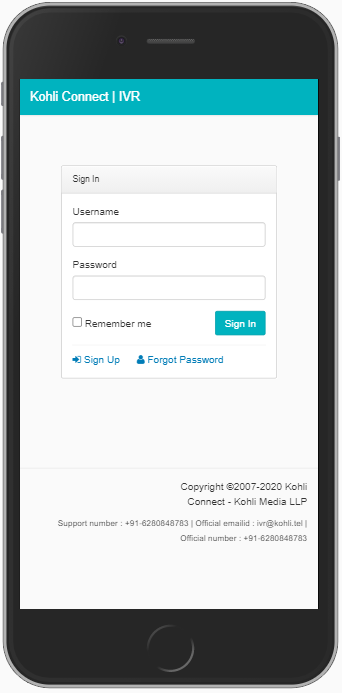 Kohli Connect | IVR
Sign In
Username
Password
Remember me
Sign In
Sign Up
Forgot Password
Copyright ©2007-2020 Kohli
Connect - Kohli Media LLP
Support number : +91-6280848783 | Official emailid : ivr@kohli.tel |
Official number : +91-6280848783